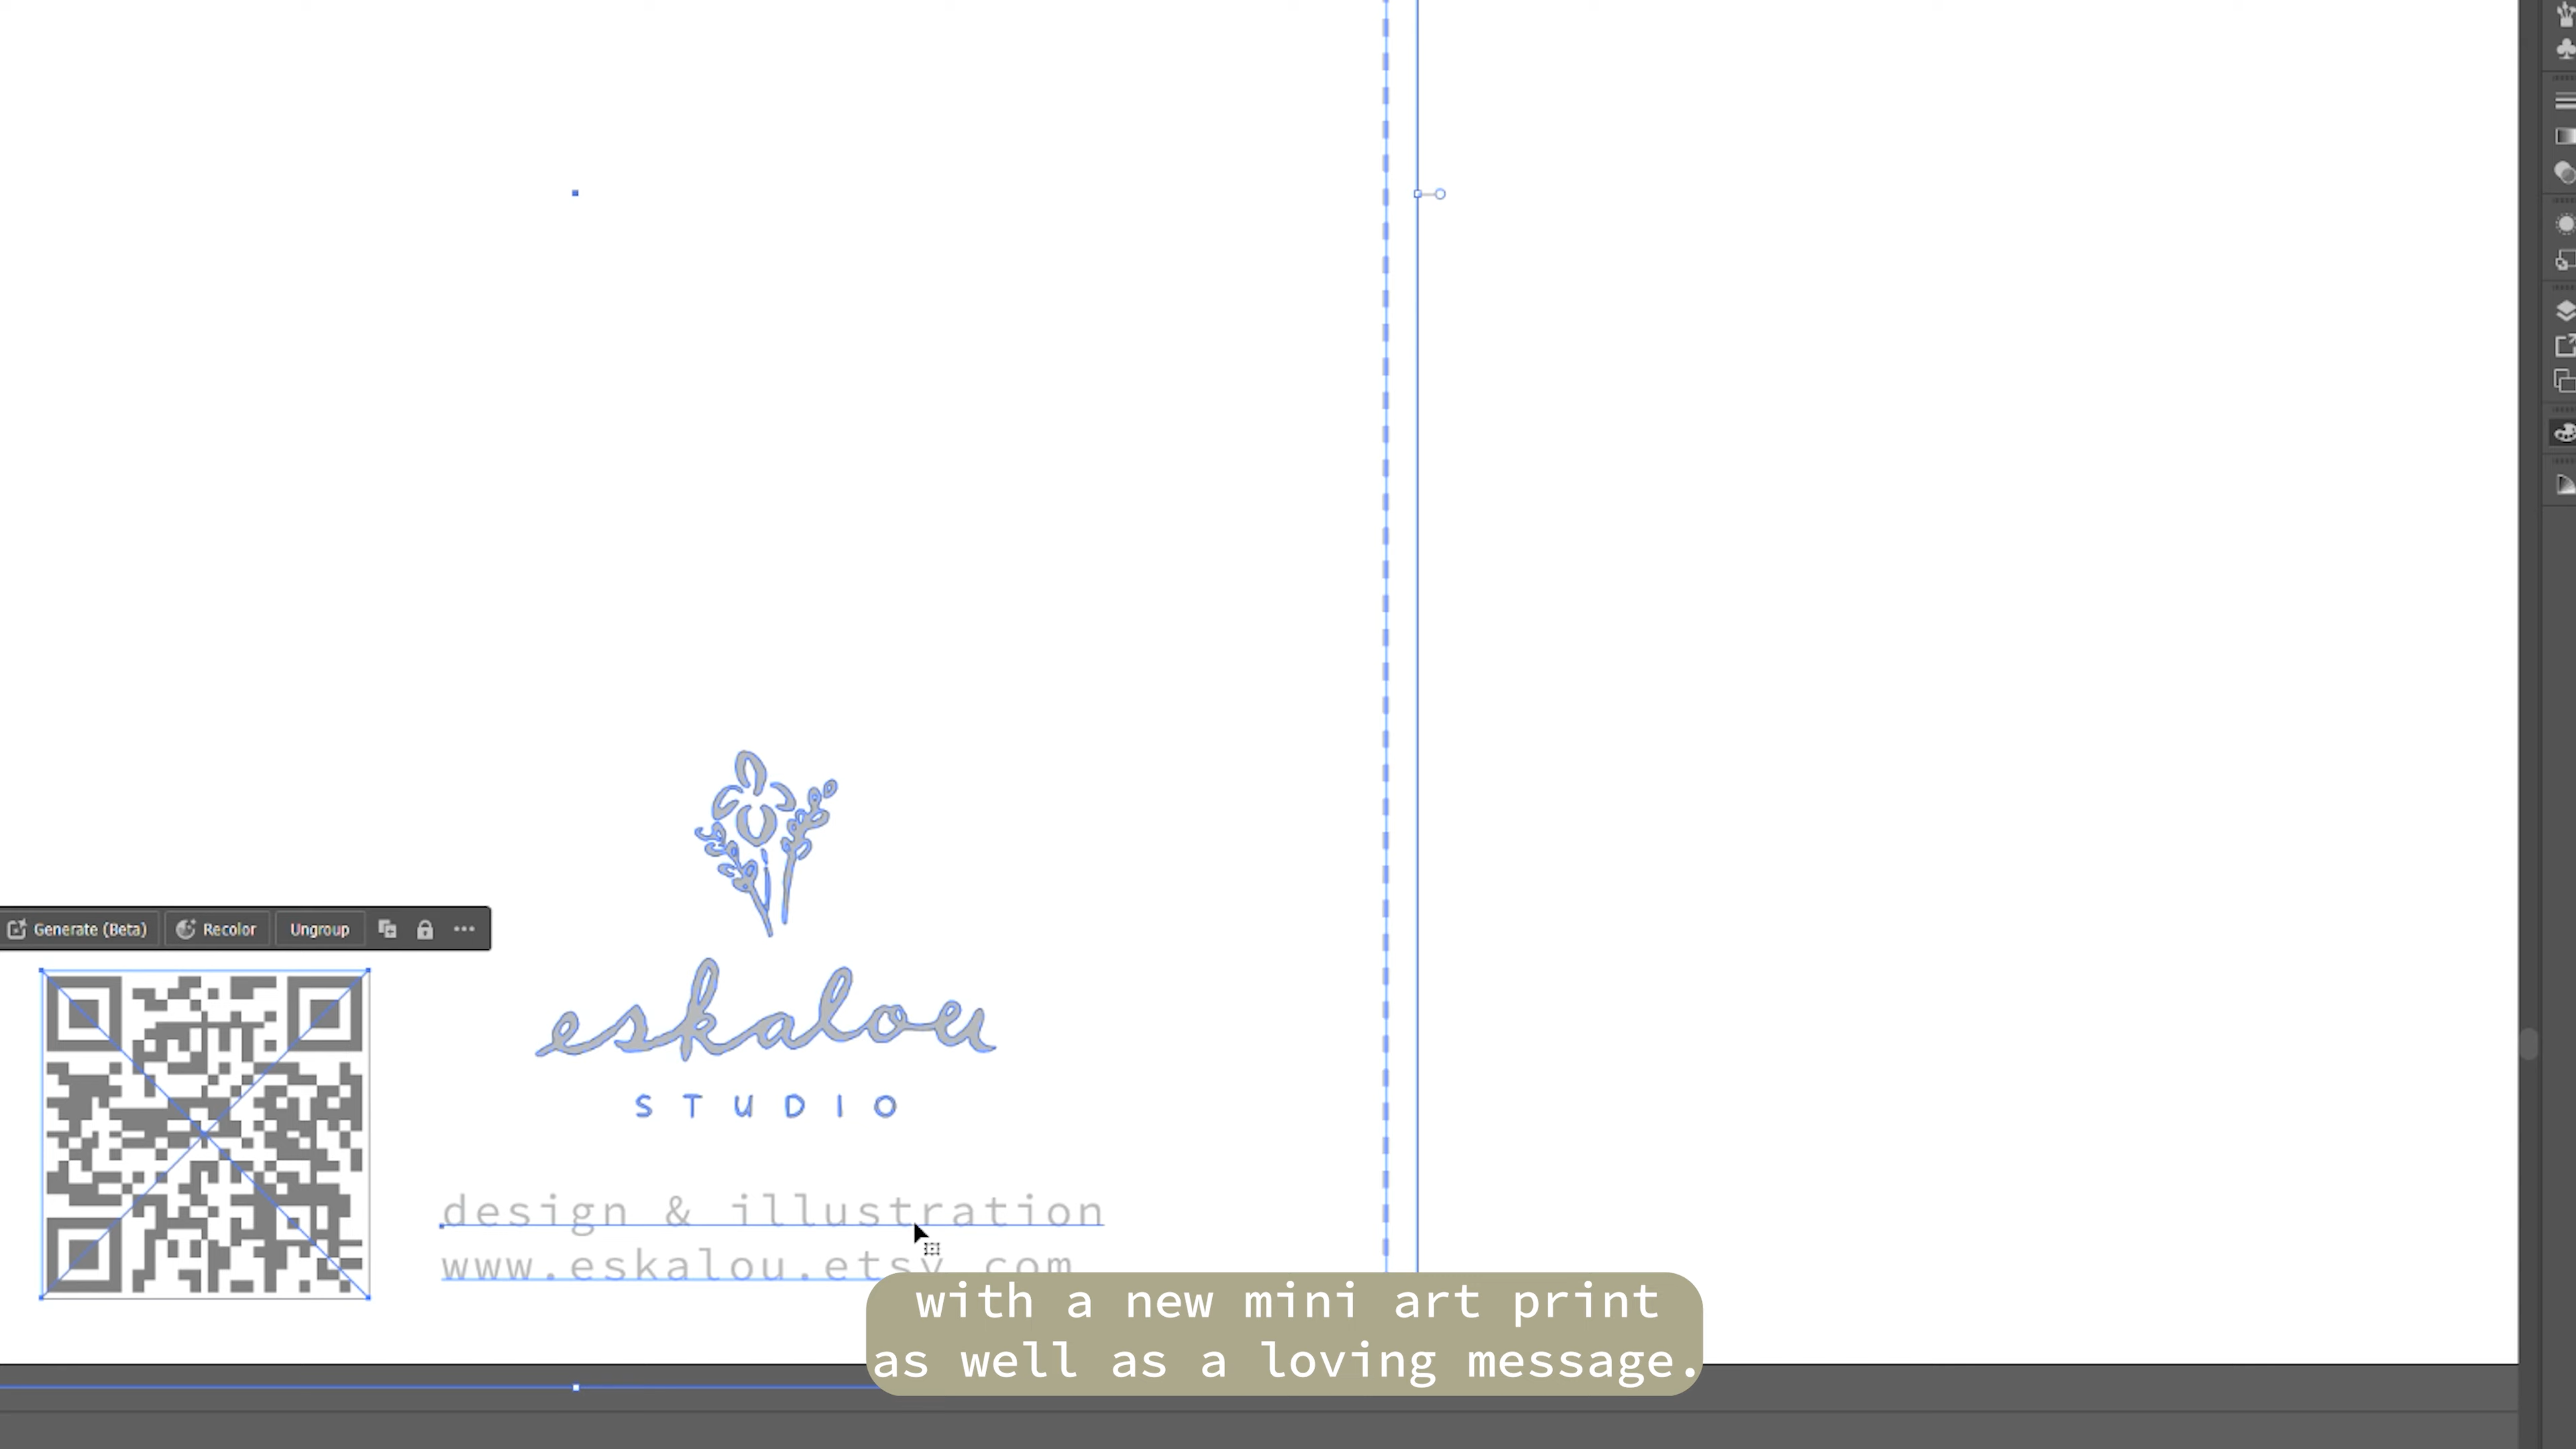 Generate (Beta) Recolor Ungroup
eskalou
STUDIO
design & illustration
www.eskalou.etsy.com
with a new mini art print
as well as a loving message.